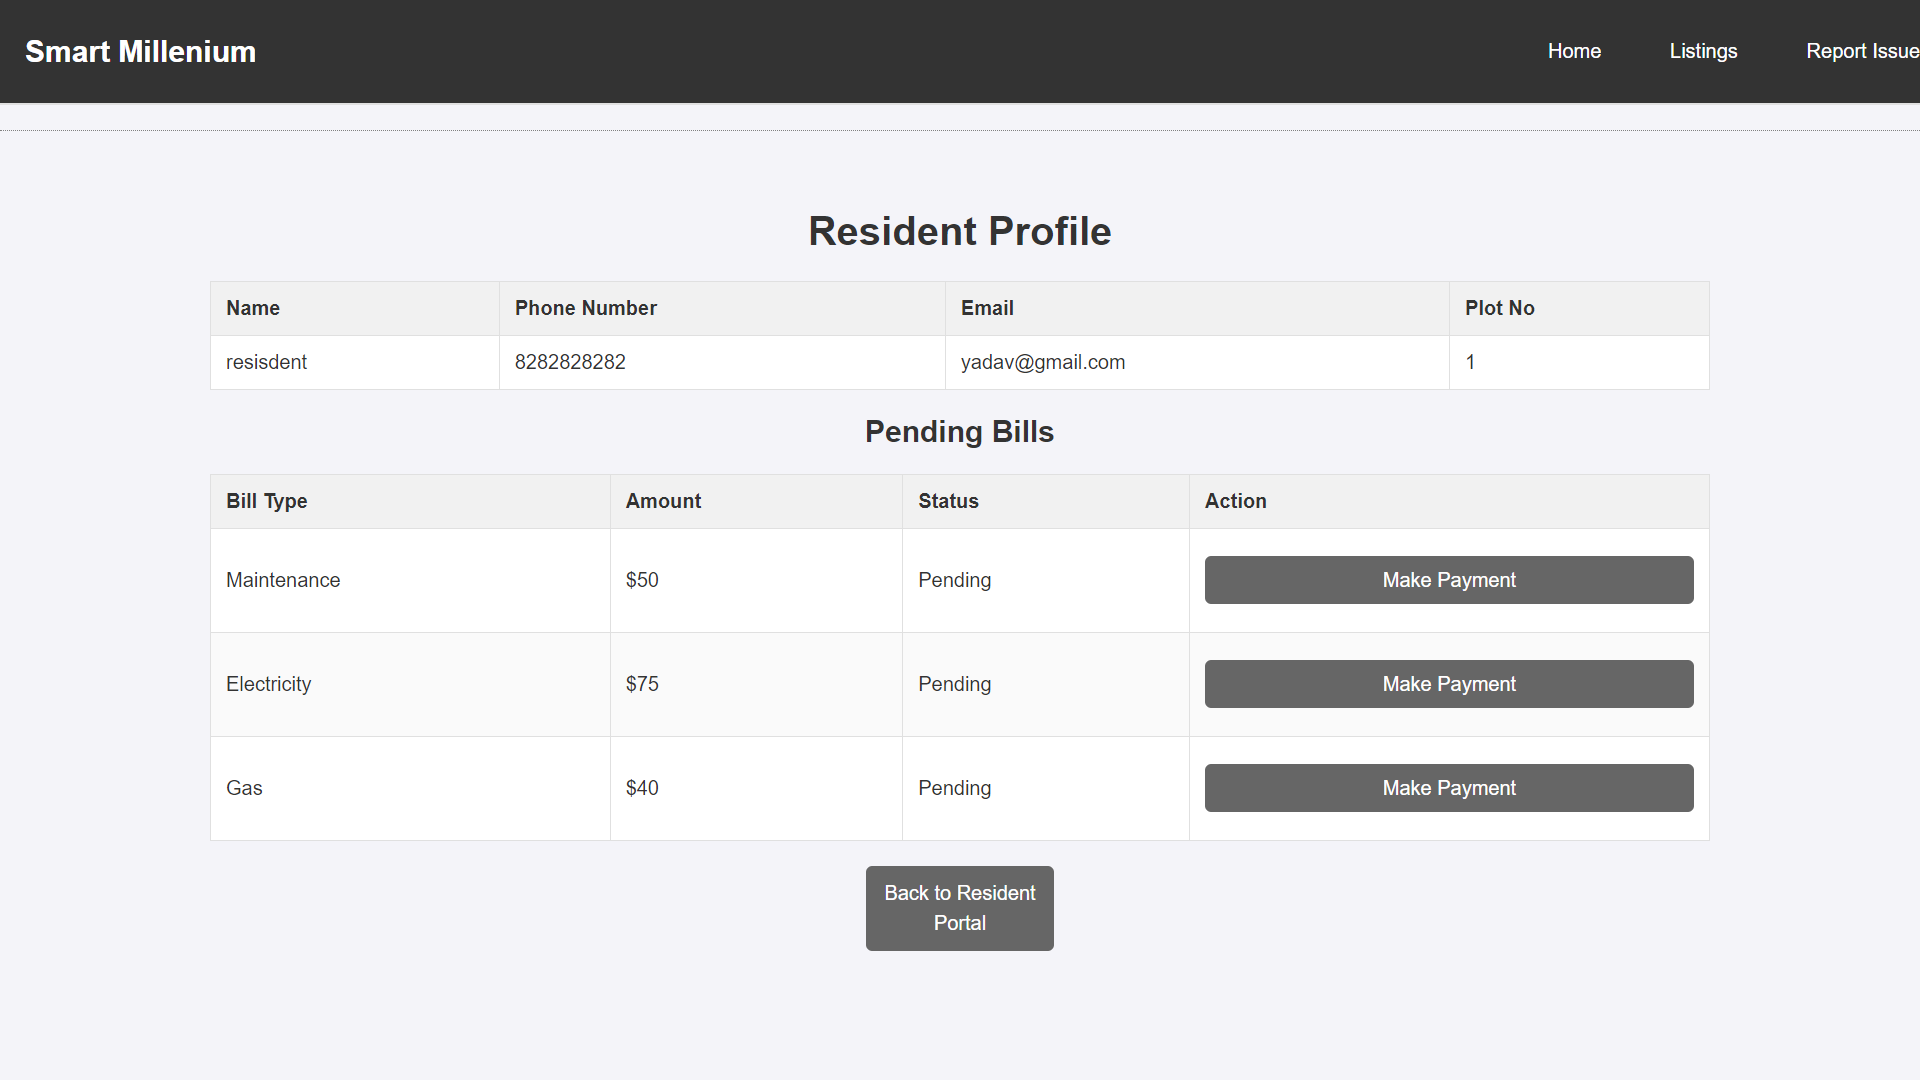 Smart Millenium
Home Listings Report Issue
Resident Profile
Name Phone Number Email Plot No
resisdent 8282828282 yadav@gmail.com 1
Pending Bills
Bill Type Amount Status Action
Maintenance $50 Pending Make Payment
Electricity $75 Pending Make Payment
Gas $40 Pending Make Payment
Back to Resident
Portal